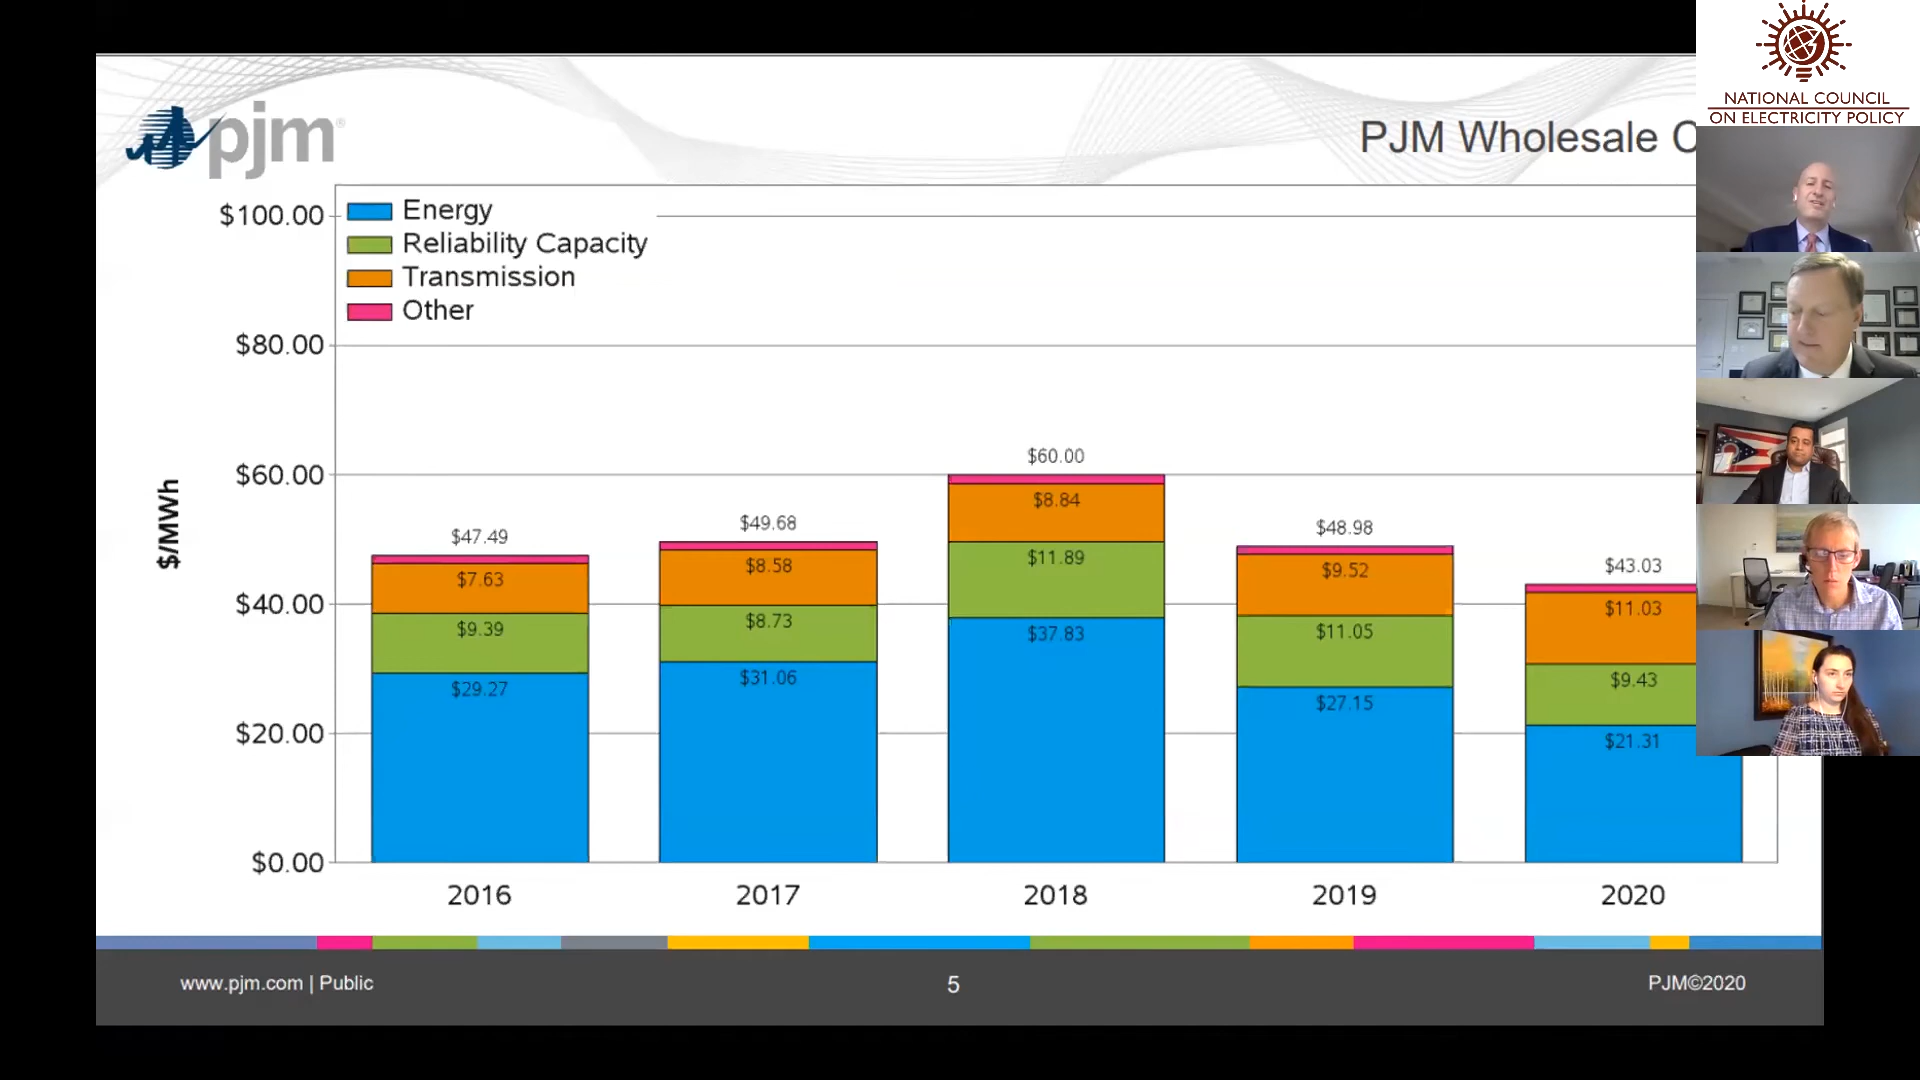 NATIONAL COUNCIL
ON ELECTRICITY POLICY
pjm®
PJM Wholesale C
Energy
Reliability Capacity
Transmission
Other
$/MWh
$100.00
$80.00
$60.00
$40.00
$20.00
$0.00
$47.49
$7.63
$9.39
$29.27
$49.68
$8.58
$8.73
$31.06
$60.00
$8.84
$11.89
$37.83
$48.98
$9.52
$11.05
$27.15
$43.03
$11.03
$9.43
$21.31
2016 2017 2018 2019 2020
www.pjm.com | Public 5 PJM©2020